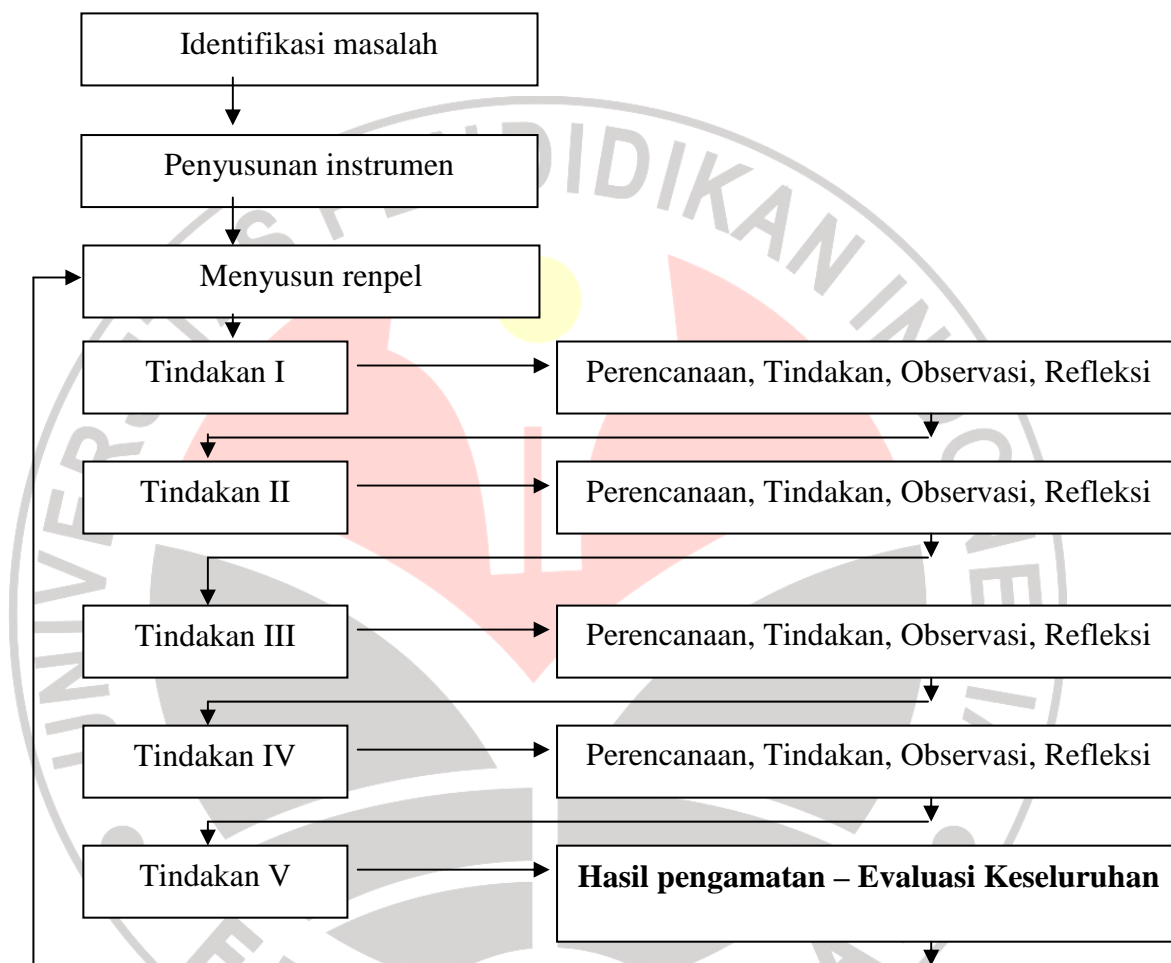 Identifikasi masalah
Penyusunan instrumen
Menyusun renpel
Tindakan I
Perencanaan, Tindakan, Observasi, Refleksi
Tindakan II
Perencanaan, Tindakan, Observasi, Refleksi
Tindakan III
Perencanaan, Tindakan, Observasi, Refleksi
Tindakan IV
Perencanaan, Tindakan, Observasi, Refleksi
Tindakan V
Hasil pengamatan – Evaluasi Keseluruhan